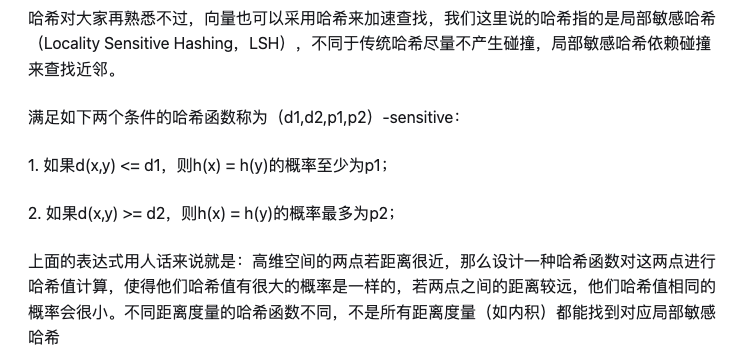 哈希对大家再熟悉不过，向量也可以采用哈希来加速查找，我们这里说的哈希指的是局部敏感哈希
（Locality Sensitive Hashing，LSH），不同于传统哈希尽量不产生碰撞，局部敏感哈希依赖碰撞
来查找近邻。
满足如下两个条件的哈希函数称为（d1,d2,p1,p2）-sensitive：
1. 如果d(x,y) <= d1，则h(x) = h(y)的概率至少为p1；
2. 如果d(x,y) >= d2，则h(x) = h(y)的概率最多为p2；
上面的表达式用人话来说就是：高维空间的两点若距离很近，那么设计一种哈希函数对这两点进行
哈希值计算，使得他们哈希值有很大的概率是一样的，若两点之间的距离较远，他们哈希值相同的
概率会很小。不同距离度量的哈希函数不同，不是所有距离度量（如内积）都能找到对应局部敏感
哈希